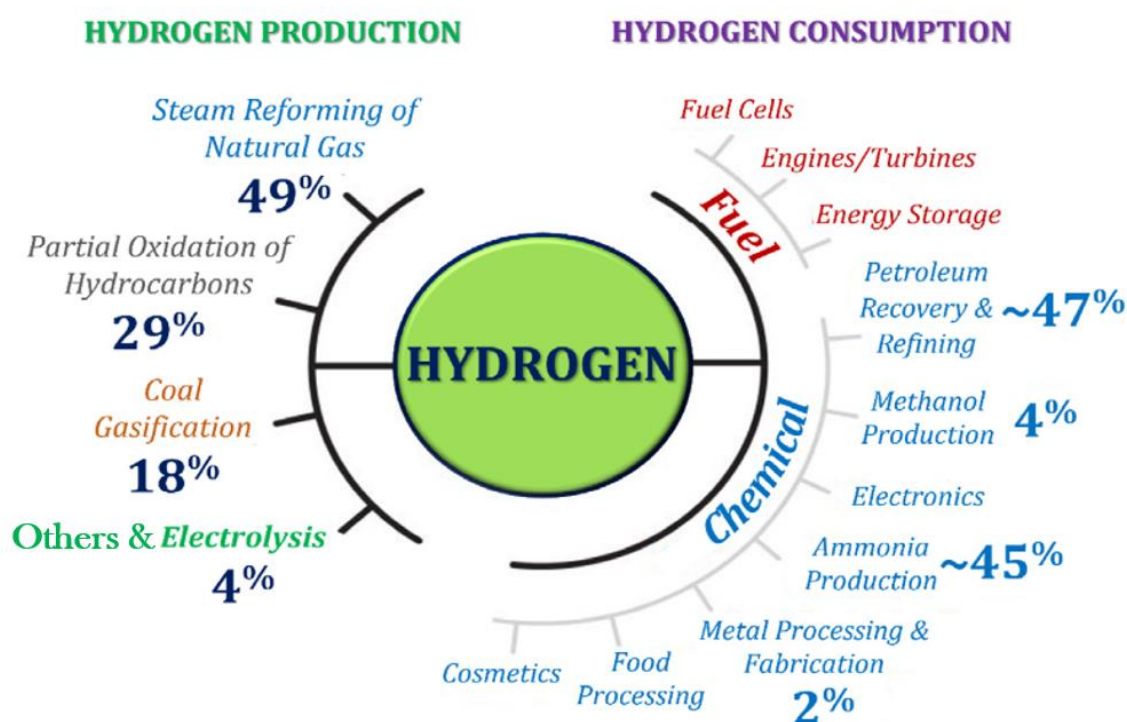 HYDROGEN PRODUCTION
Steam Reforming of
Natural Gas
49%
Partial Oxidation of
Hydrocarbons
29%
Coal
Gasification
18%
Others & Electrolysis
4%
HYDROGEN
HYDROGEN CONSUMPTION
Fuel
Fuel Cells
Engines/Turbines
Energy Storage
Chemical
Petroleum
Recovery &
Refining
~47%
Methanol
Production
4%
Electronics
Ammonia
Production
~45%
Metal Processing &
Fabrication
2%
Food
Processing
Cosmetics